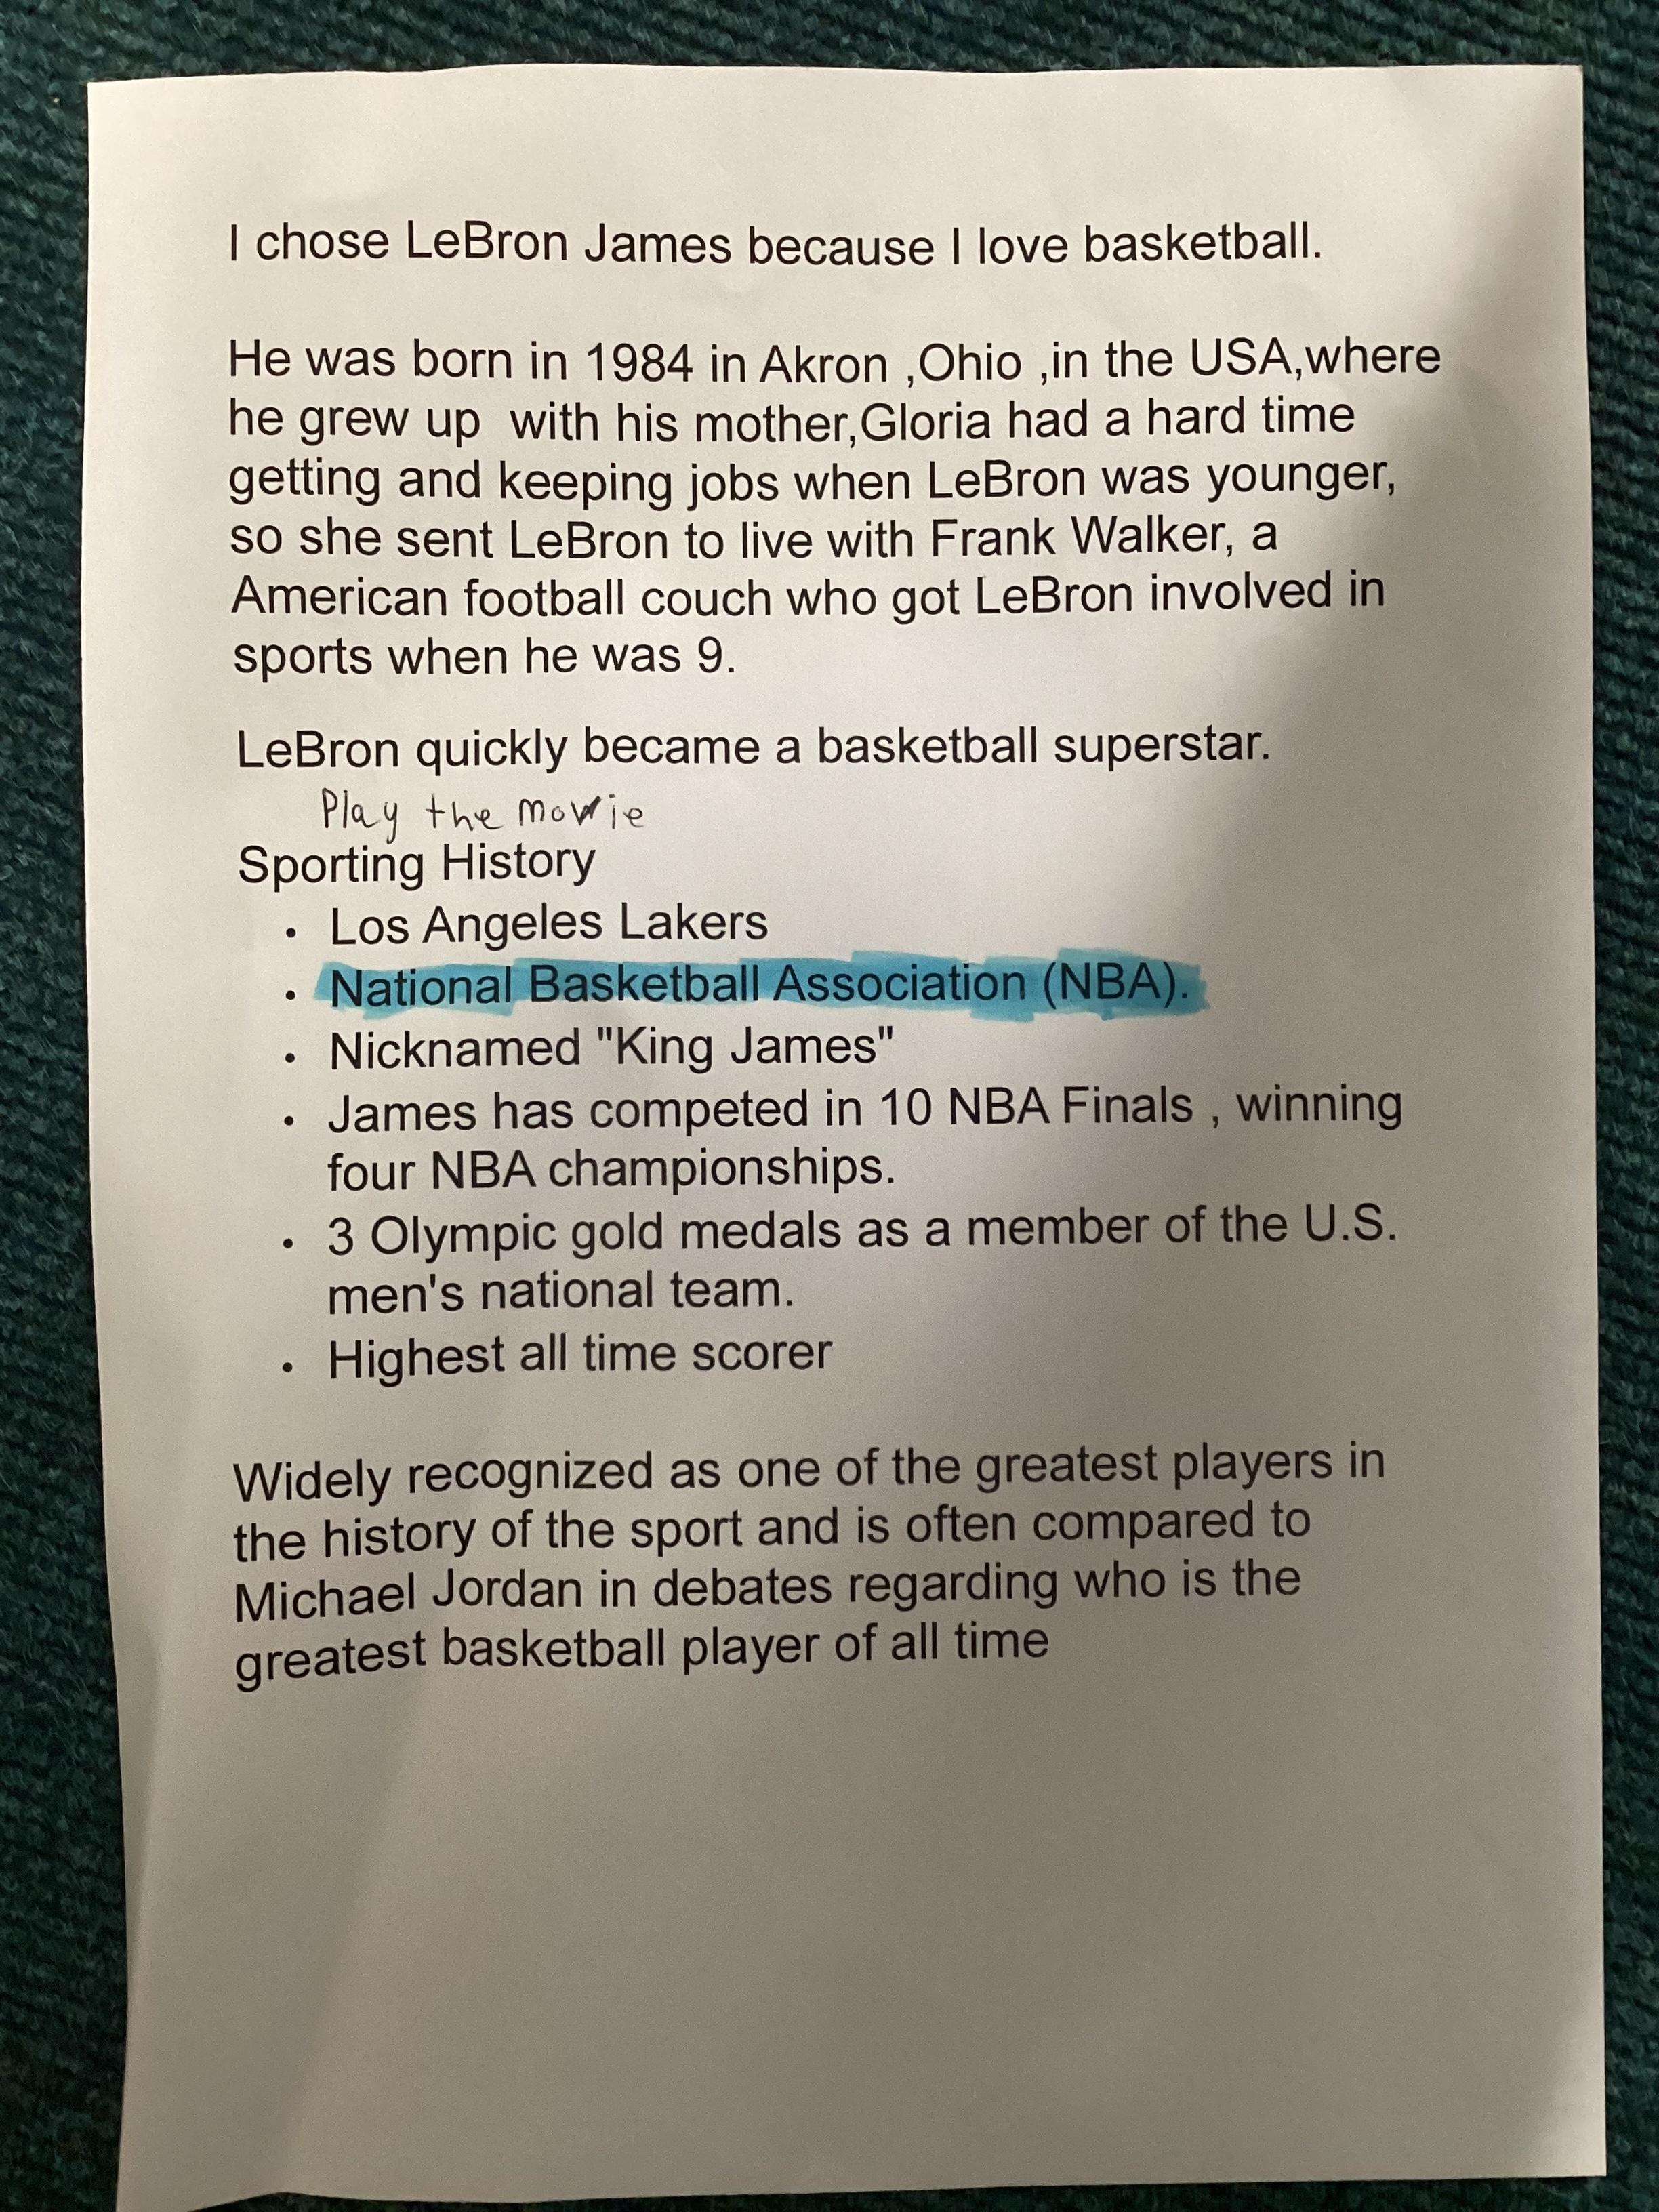 I chose LeBron James because I love basketball.
He was born in 1984 in Akron ,Ohio ,in the USA,where
he grew up  with his mother,Gloria had a hard time
getting and keeping jobs when LeBron was younger,
so she sent LeBron to live with Frank Walker, a
American football couch who got LeBron involved in
sports when he was 9.
LeBron quickly became a basketball superstar.
Play the movie
Sporting History
• Los Angeles Lakers
• National Basketball Association (NBA).
• Nicknamed "King James"
• James has competed in 10 NBA Finals , winning
four NBA championships.
• 3 Olympic gold medals as a member of the U.S.
men's national team.
• Highest all time scorer
Widely recognized as one of the greatest players in
the history of the sport and is often compared to
Michael Jordan in debates regarding who is the
greatest basketball player of all time